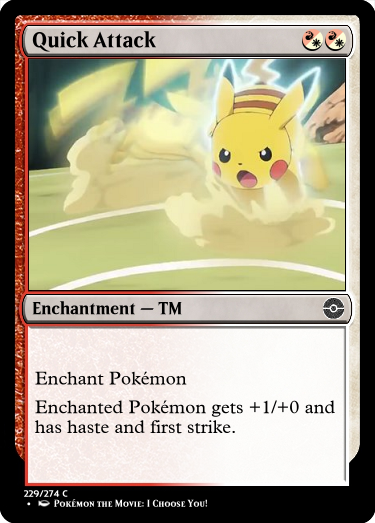 Quick Attack
Enchantment — TM
Enchant Pokémon
Enchanted Pokémon gets +1/+0 and
has haste and first strike.
229/274 C
• Pokémon the Movie: I Choose You!